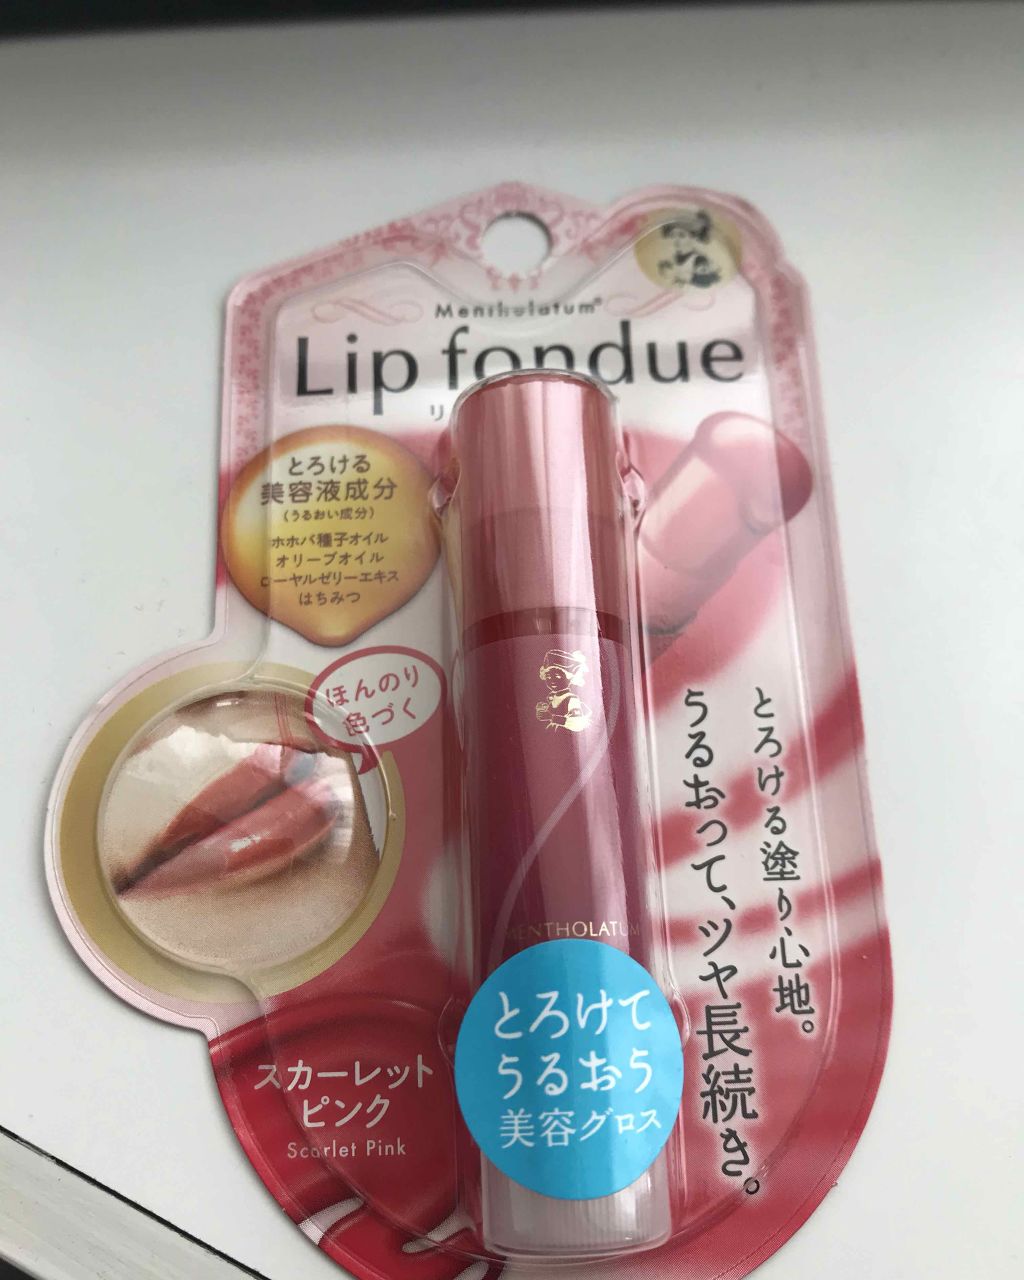 Mentholatum®
Lip fondue
リ
とろける
美容液成分
(うるおい成分)
ホホバ種子オイル
オリーブオイル
ローヤルゼリーエキス
はちみつ
ほんのり
色づく
とろける塗り心地。
うるおって、ツヤ長続き。
MENTHOLATUM
とろけて
うるおう
美容グロス
スカーレット
ピンク
Scarlet Pink